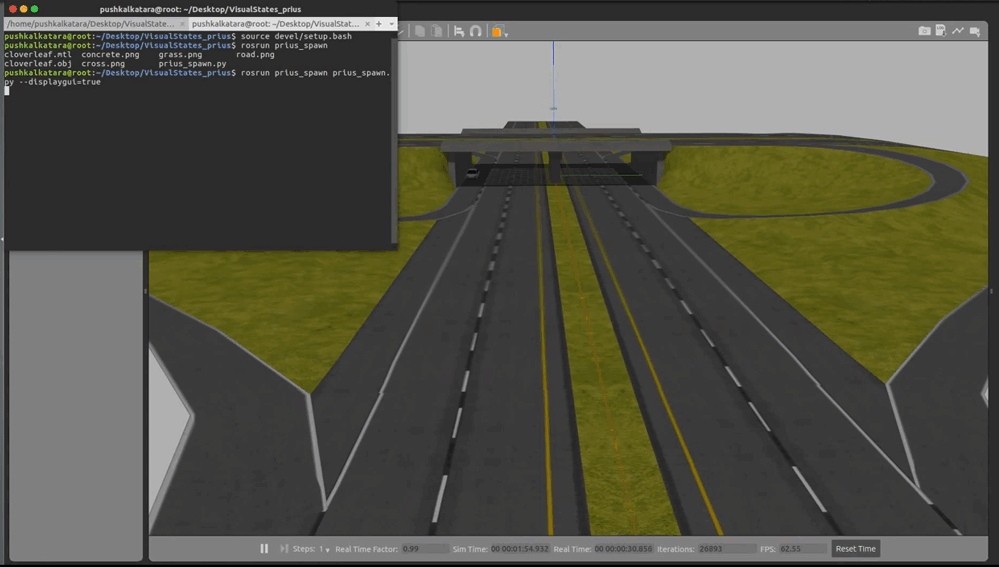 pushkalkatara@root: ~/Desktop/VisualStates_prius
/home/pushkalkatara/Desktop/VisualState... × pushkalkatara@root: ~/Desktop/VisualStat... × +
pushkalkatara@root:~/Desktop/VisualStates_prius$ source devel/setup.bash
pushkalkatara@root:~/Desktop/VisualStates_prius$ rosrun prius_spawn
cloverleaf.mtl concrete.png grass.png road.png
cloverleaf.obj cross.png prius_spawn.py
pushkalkatara@root:~/Desktop/VisualStates_prius$ rosrun prius_spawn prius_spawn.
py --displaygui=true
Steps: 1 Real Time Factor: 0.99 Sim Time: 00 00:01:54.932 Real Time: 00 00:00:30.856 Iterations: 26893 FPS: 62.55 Reset Time